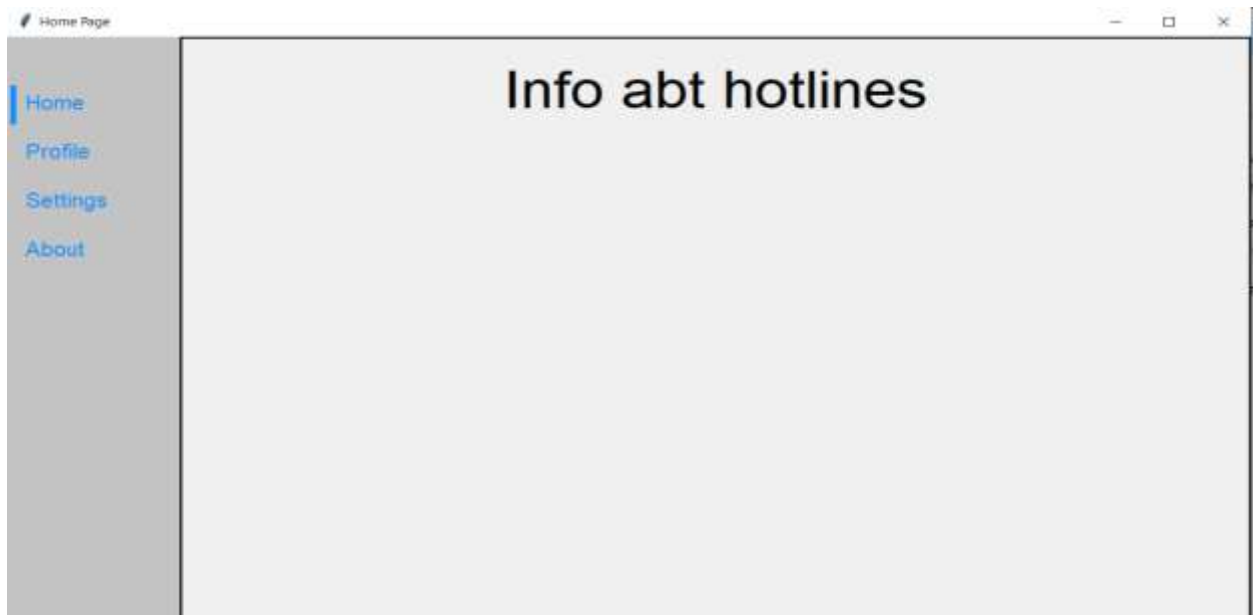 Home Page
Info abt hotlines
Home
Profile
Settings
About